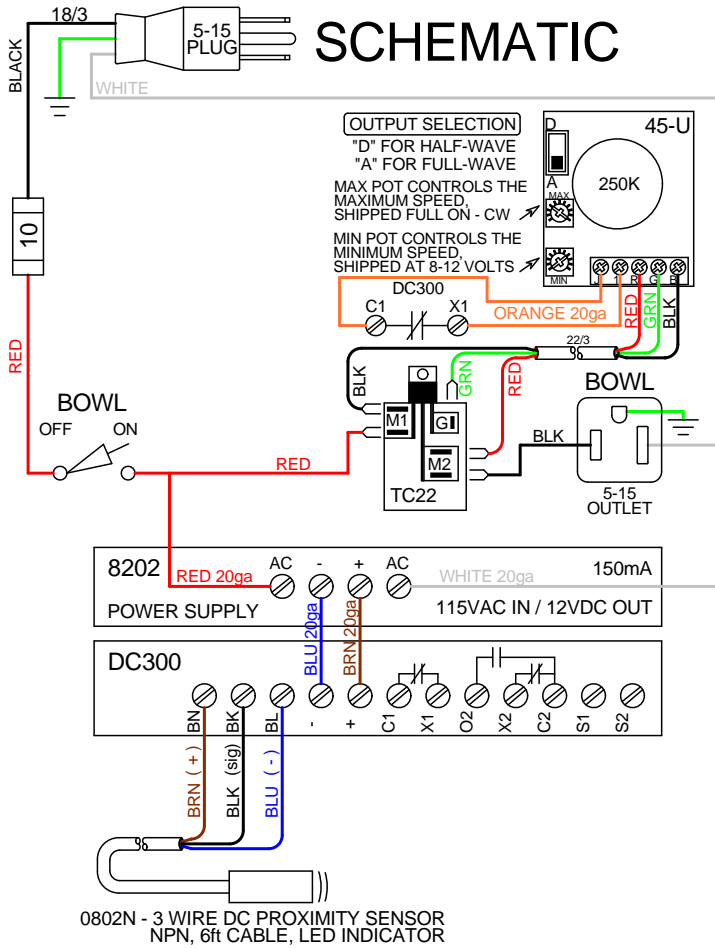 18/3
5-15
PLUG
SCHEMATIC
BLACK
WHITE
OUTPUT SELECTION
"D" FOR HALF-WAVE
"A" FOR FULL-WAVE
MAX POT CONTROLS THE
MAXIMUM SPEED,
SHIPPED FULL ON - CW
MIN POT CONTROLS THE
MINIMUM SPEED,
SHIPPED AT 8-12 VOLTS
D
45-U
A
250K
MAX
MIN
J 1 R G B
10
DC300
C1
X1
ORANGE 20ga
RED
GRN
BLK
22/3
RED
BLK
GRN
RED
BOWL
OFF
ON
RED
M1
G
M2
TC22
BLK
BOWL
5-15
OUTLET
8202
RED 20ga
AC
-
+
AC
WHITE 20ga
150mA
POWER SUPPLY
115VAC IN / 12VDC OUT
BLU 20ga
BRN 20ga
DC300
BN
BK
BL
-
+
C1
X1
O2
X2
C2
S1
S2
BRN ( + )
BLK (sig)
BLU ( - )
0802N - 3 WIRE DC PROXIMITY SENSOR
NPN, 6ft CABLE, LED INDICATOR